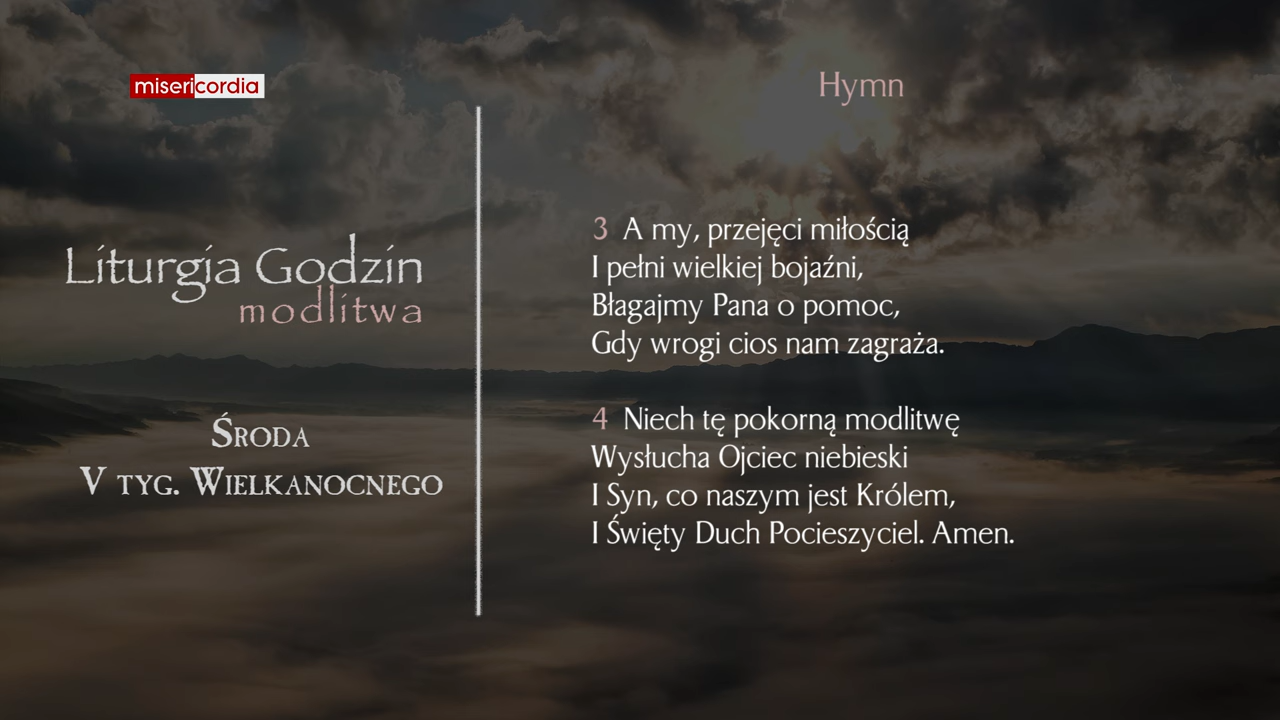 misericordia
Liturgia Godzin
modlitwa
Środa
V tyg. Wielkanocnego
Hymn
3 A my, przejęci miłością
I pełni wielkiej bojaźni,
Błagajmy Pana o pomoc,
Gdy wrogi cios nam zagraża.
4 Niech tę pokorną modlitwę
Wysłucha Ojciec niebieski
I Syn, co naszym jest Królem,
I Święty Duch Pocieszyciel. Amen.